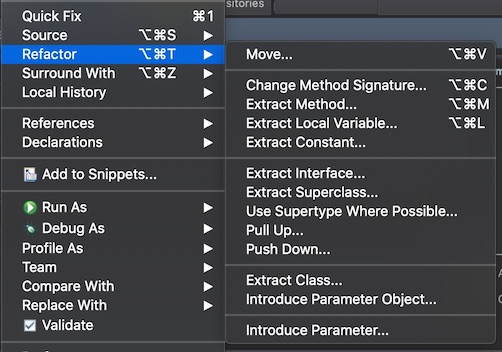 sitories
Quick Fix ⌘1
Source ⌥⌘S ▶
Refactor ⌥⌘T ▶
Surround With ⌥⌘Z ▶
Local History ▶
References ▶
Declarations ▶
Add to Snippets...
Run As ▶
Debug As ▶
Profile As ▶
Team ▶
Compare With ▶
Replace With ▶
Validate
Move... ⌥⌘V
Change Method Signature... ⌥⌘C
Extract Method... ⌥⌘M
Extract Local Variable... ⌥⌘L
Extract Constant...
Extract Interface...
Extract Superclass...
Use Supertype Where Possible...
Pull Up...
Push Down...
Extract Class...
Introduce Parameter Object...
Introduce Parameter...